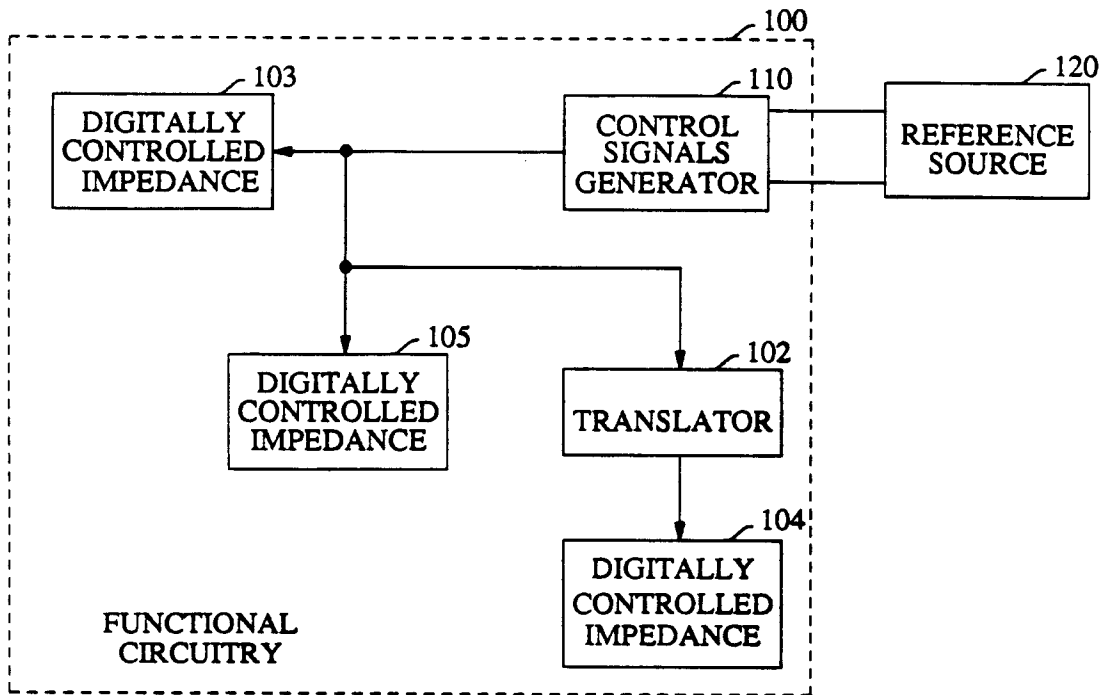 100
103
DIGITALLY
CONTROLLED
IMPEDANCE
110
CONTROL
SIGNALS
GENERATOR
120
REFERENCE
SOURCE
105
DIGITALLY
CONTROLLED
IMPEDANCE
102
TRANSLATOR
104
DIGITALLY
CONTROLLED
IMPEDANCE
FUNCTIONAL
CIRCUITRY